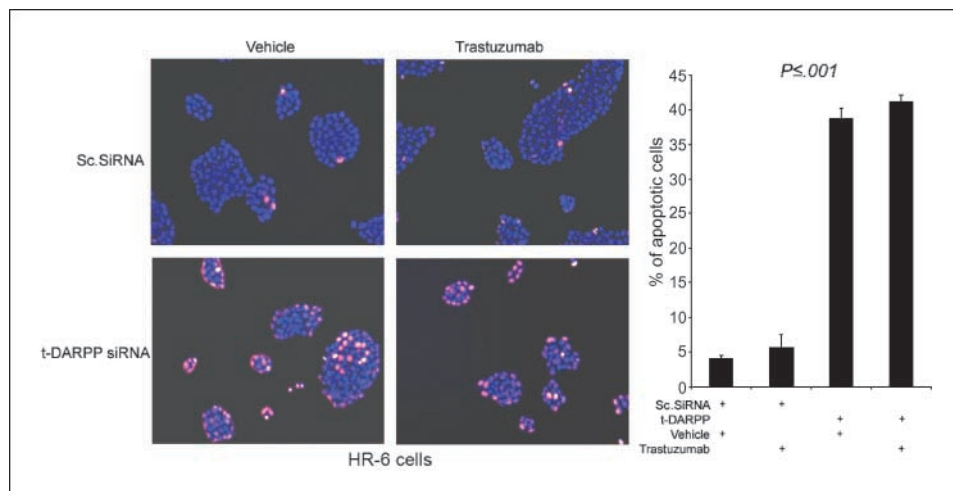 Vehicle
Trastuzumab
Sc.SiRNA
t-DARPP siRNA
HR-6 cells
P≤.001
% of apoptotic cells
45
40
35
30
25
20
15
10
5
0
Sc.SiRNA + +
t-DARPP + +
Vehicle + +
Trastuzumab + +